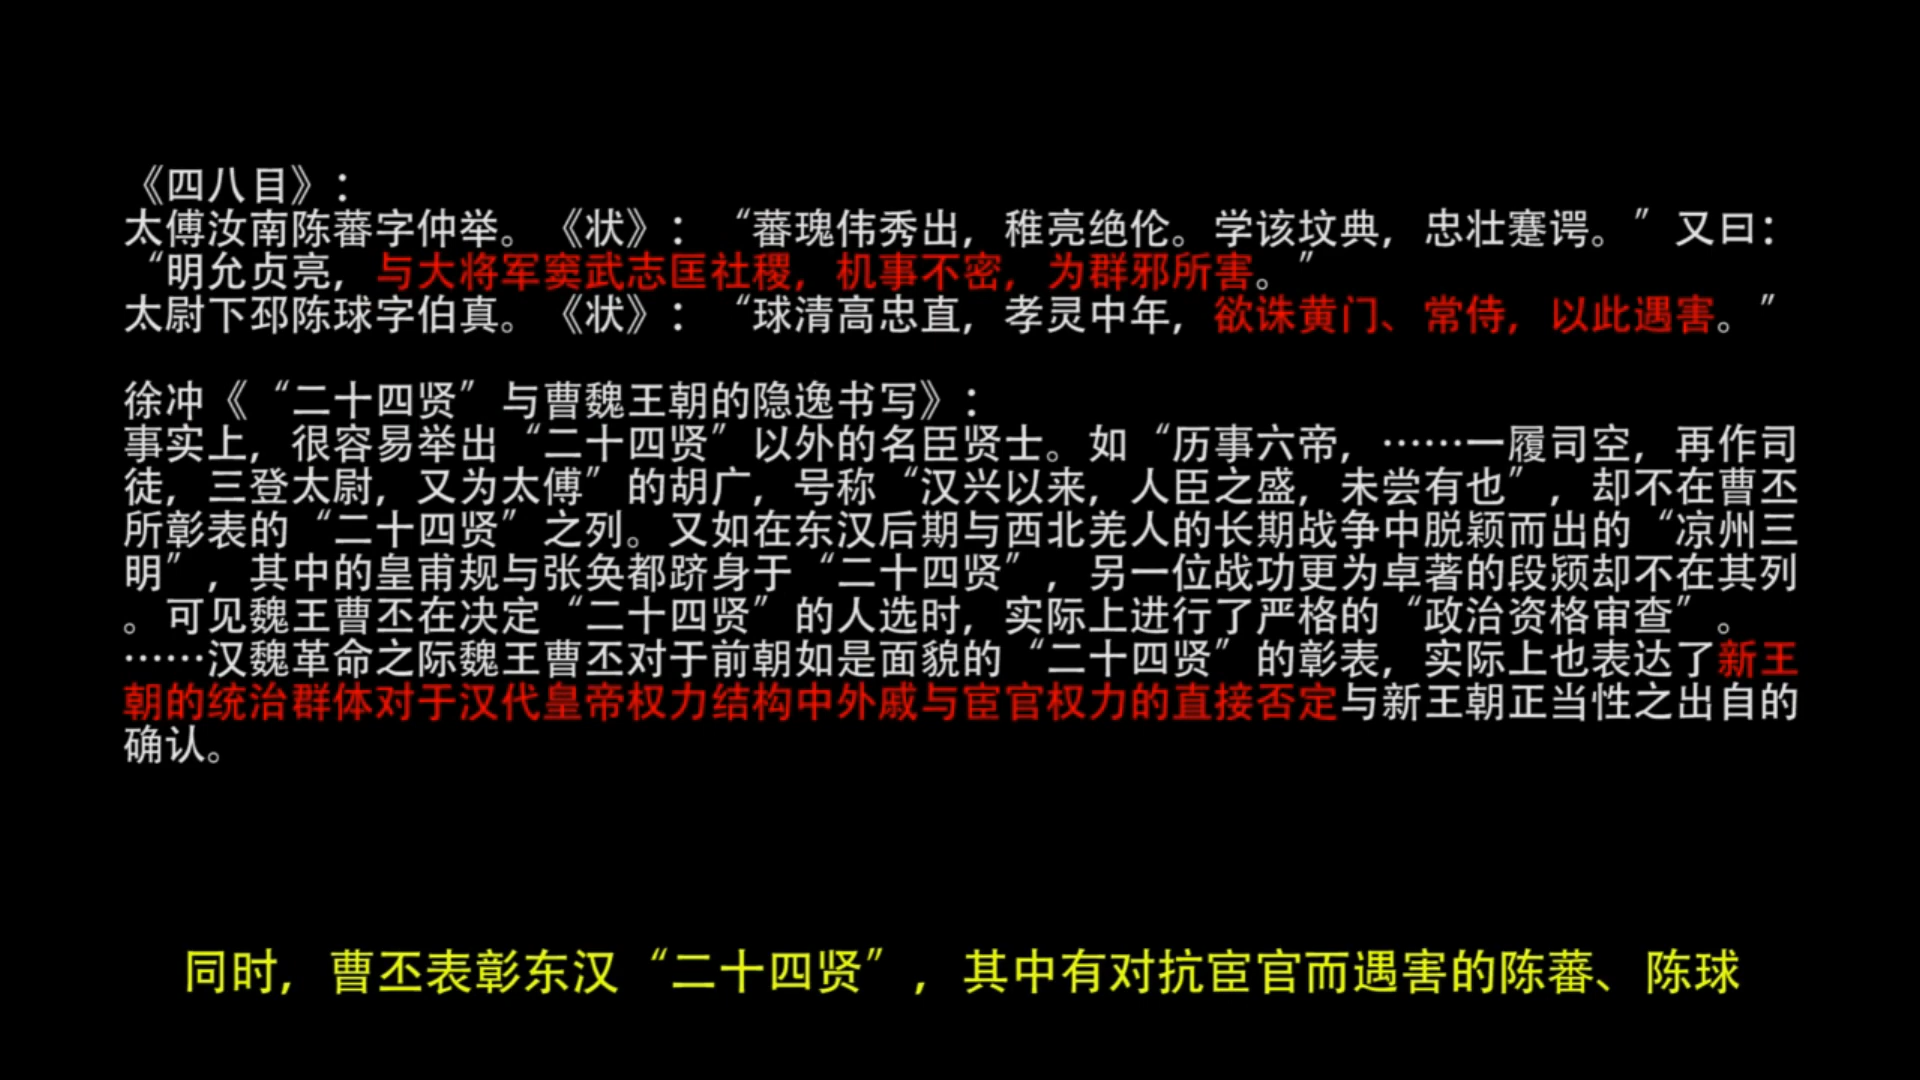 《四八目》：
太傅汝南陈蕃字仲举。《状》：“蕃瑰伟秀出，稚亮绝伦。学该坟典，忠壮蹇谔。”又曰：
“明允贞亮，与大将军窦武志匡社稷，机事不密，为群邪所害。”
太尉下邳陈球字伯真。《状》：“球清高忠直，孝灵中年，欲诛黄门、常侍，以此遇害。”
徐冲《“二十四贤”与曹魏王朝的隐逸书写》：
事实上，很容易举出“二十四贤”以外的名臣贤士。如“历事六帝，……一履司空，再作司
徒，三登太尉，又为太傅”的胡广，号称“汉兴以来，人臣之盛，未尝有也”，却不在曹丕
所彰表的“二十四贤”之列。又如在东汉后期与西北羌人的长期战争中脱颖而出的“凉州三
明”，其中的皇甫规与张奂都跻身于“二十四贤”，另一位战功更为卓著的段颎却不在其列
。可见魏王曹丕在决定“二十四贤”的人选时，实际上进行了严格的“政治资格审查”。
……汉魏革命之际魏王曹丕对于前朝如是面貌的“二十四贤”的彰表，实际上也表达了新王
朝的统治群体对于汉代皇帝权力结构中外戚与宦官权力的直接否定与新王朝正当性之出自的
确认。
同时，曹丕表彰东汉“二十四贤”，其中有对抗宦官而遇害的陈蕃、陈球